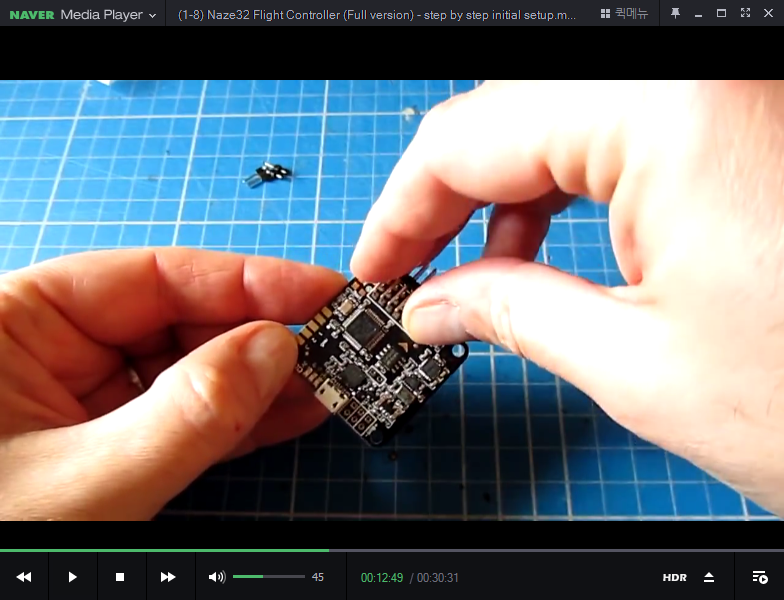 NAVER Media Player
(1-8) Naze32 Flight Controller (Full version) - step by step initial setup.m...
퀵메뉴
45
00:12:49 / 00:30:31
HDR